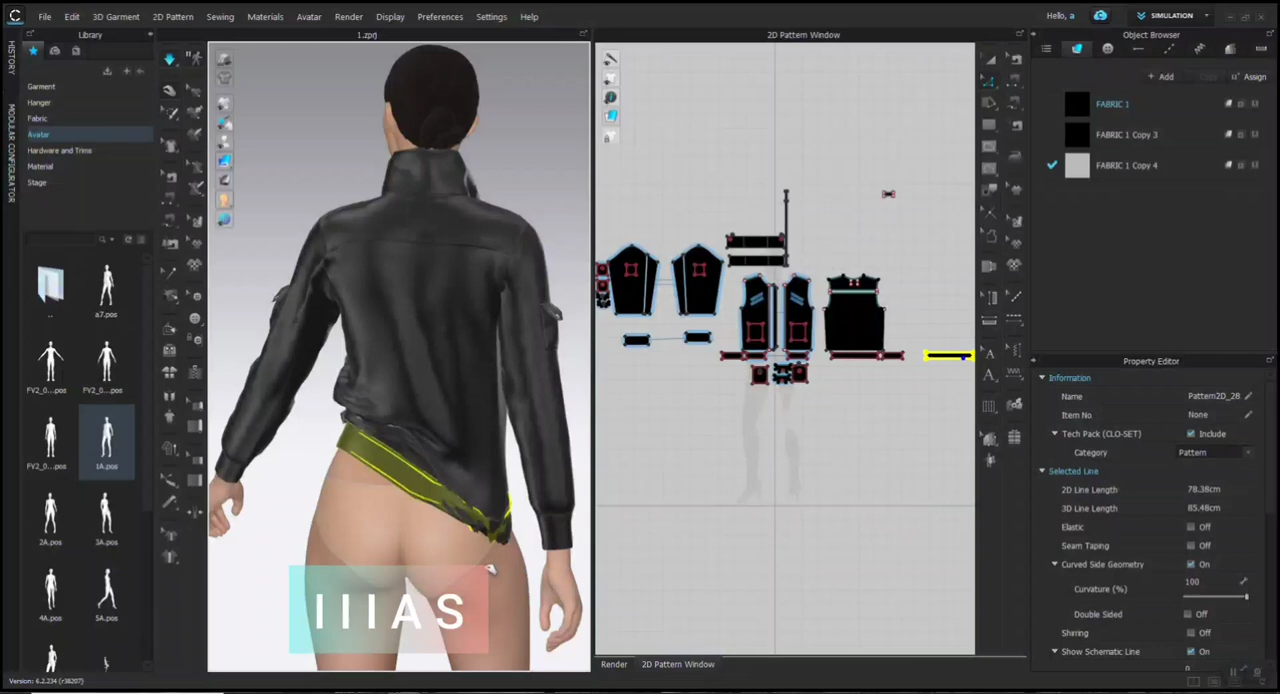 File Edit 3D Garment 2D Pattern Sewing Materials Avatar Render Display Preferences Settings Help
Hello, a
SIMULATION
Library
1.zprj
2D Pattern Window
Object Browser
HISTORY
MODULAR CONFIGURATOR
Garment
Hanger
Fabric
Avatar
Hardware and Trims
Material
Stage
+ Add
Copy
Assign
FABRIC 1
FABRIC 1 Copy 3
FABRIC 1 Copy 4
..
a7.pos
FV2_0...pos
FV2_0...pos
FV2_0...pos
1A.pos
2A.pos
3A.pos
4A.pos
5A.pos
IIIAS
A
A
Property Editor
Information
Name Pattern2D_28
Item No None
Tech Pack (CLO-SET) Include
Category Pattern
Selected Line
2D Line Length 78.38cm
3D Line Length 85.48cm
Elastic Off
Seam Taping Off
Curved Side Geometry On
Curvature (%) 100
Double Sided Off
Shirring Off
Show Schematic Line On
Render
2D Pattern Window
Version: 6.2.234 (r38207)